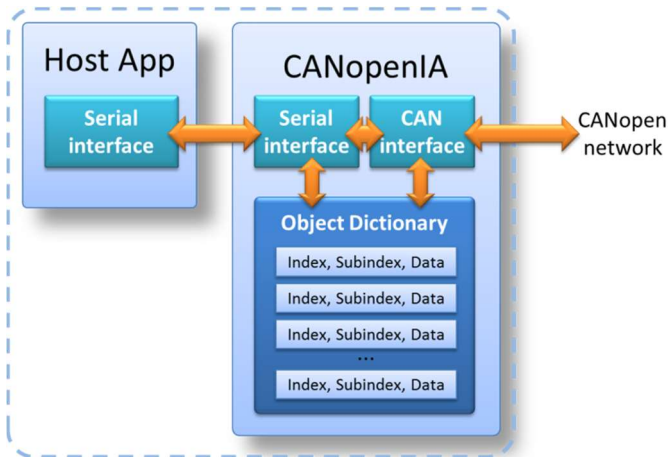 Host App
Serial
interface
CANopenIA
Serial
interface
CAN
interface
CANopen
network
Object Dictionary
Index, Subindex, Data
Index, Subindex, Data
Index, Subindex, Data
...
Index, Subindex, Data